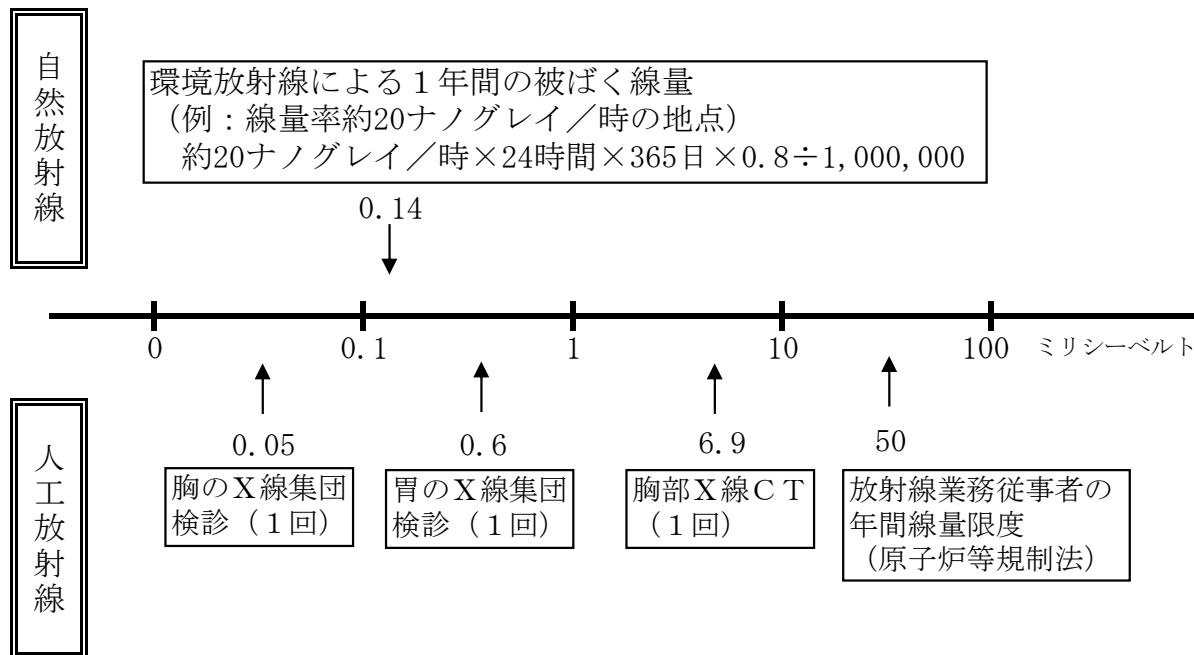 自然放射線
環境放射線による１年間の被ばく線量
（例：線量率約20ナノグレイ／時の地点）
約20ナノグレイ／時×24時間×365日×0.8÷1,000,000
0.14
0
0.1
1
10
100
ミリシーベルト
人工放射線
0.05
胸のＸ線集団
検診（１回）
0.6
胃のＸ線集団
検診（１回）
6.9
胸部Ｘ線ＣＴ
（１回）
50
放射線業務従事者の
年間線量限度
（原子炉等規制法）